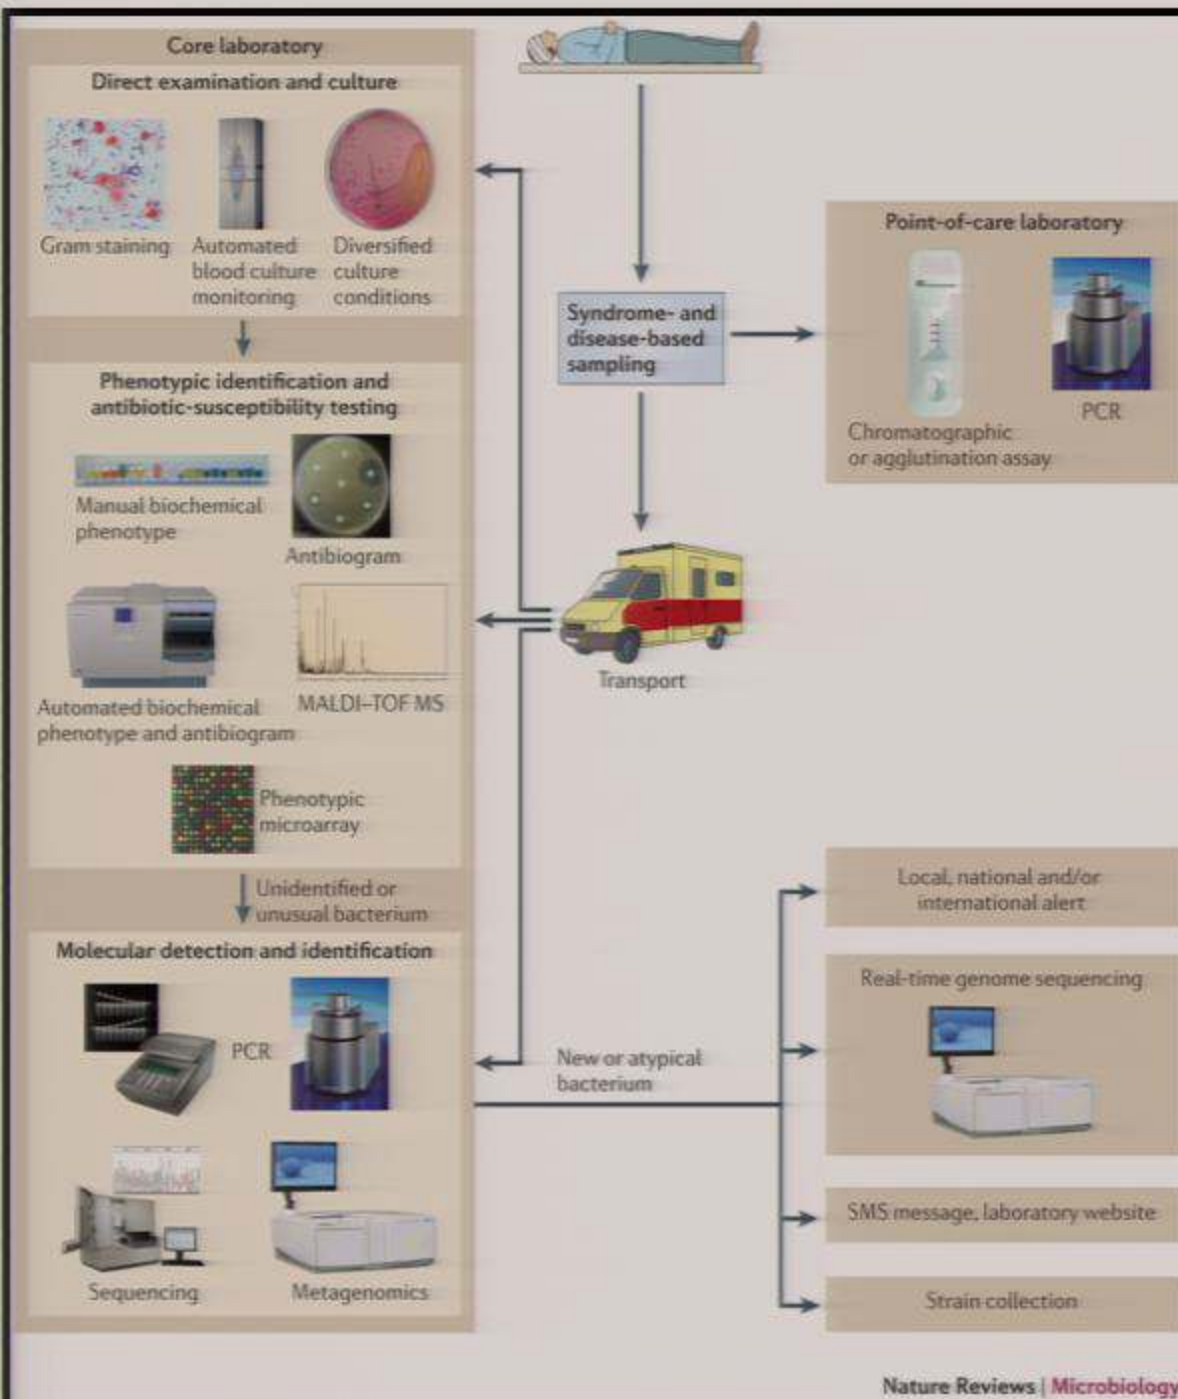 Core laboratory
Direct examination and culture
Gram staining
Automated
blood culture
monitoring
Diversified
culture
conditions
Phenotypic identification and
antibiotic-susceptibility testing
Manual biochemical
phenotype
Antibiogram
Automated biochemical
phenotype and antibiogram
MALDI–TOF MS
Phenotypic
microarray
Unidentified or
unusual bacterium
Molecular detection and identification
PCR
Sequencing
Metagenomics
Syndrome- and
disease-based
sampling
Transport
New or atypical
bacterium
Point-of-care laboratory
Chromatographic
or agglutination assay
PCR
Local, national and/or
international alert
Real-time genome sequencing
SMS message, laboratory website
Strain collection
Nature Reviews | Microbiology